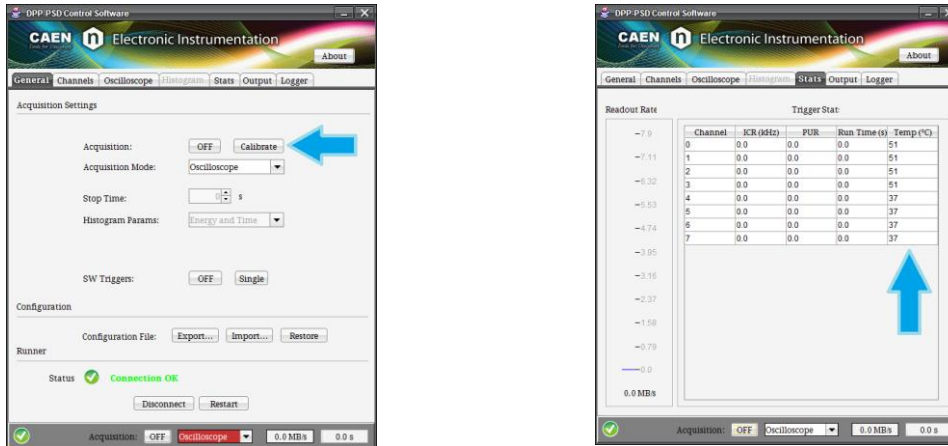 DPP PSD Control Software
CAEN n Electronic Instrumentation
About
General Channels Oscilloscope Histogram Stats Output Logger
Acquisition Settings
Acquisition: OFF Calibrate
Acquisition Mode: Oscilloscope
Stop Time: 0 s
Histogram Params: Energy and Time
SW Triggers: OFF Single
Configuration
Configuration File: Export... Import... Restore
Runner
Status Connection OK
Disconnect Restart
Acquisition: OFF Oscilloscope 0.0 MB/s 0.0 s
DPP PSD Control Software
CAEN n Electronic Instrumentation
About
General Channels Oscilloscope Histogram Stats Output Logger
Readout Rate Trigger Stat
7.9
7.11
6.32
5.53
4.74
3.95
3.16
2.37
1.58
0.79
0.0
0.0 MB/s
Channel ICR (kHz) PUR Run Time (s) Temp (°C)
0 0.0 0.0 0.0 51
1 0.0 0.0 0.0 51
2 0.0 0.0 0.0 51
3 0.0 0.0 0.0 51
4 0.0 0.0 0.0 37
5 0.0 0.0 0.0 37
6 0.0 0.0 0.0 37
7 0.0 0.0 0.0 37
Acquisition: OFF Oscilloscope 0.0 MB/s 0.0 s